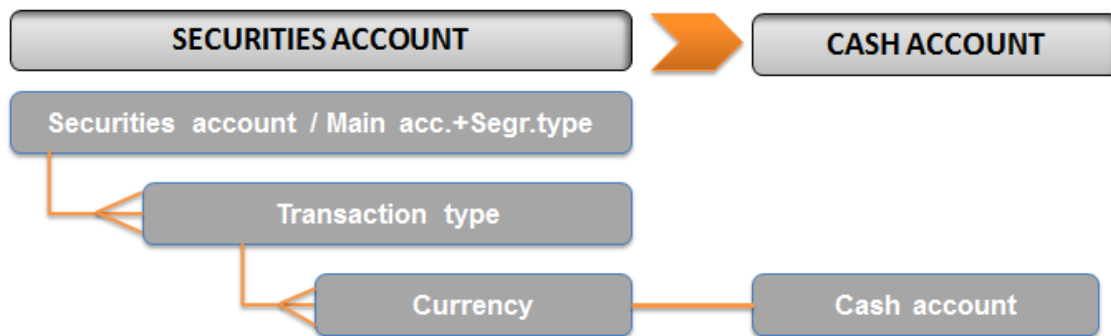 SECURITIES ACCOUNT
CASH ACCOUNT
Securities account / Main acc.+Segr.type
Transaction type
Currency
Cash account